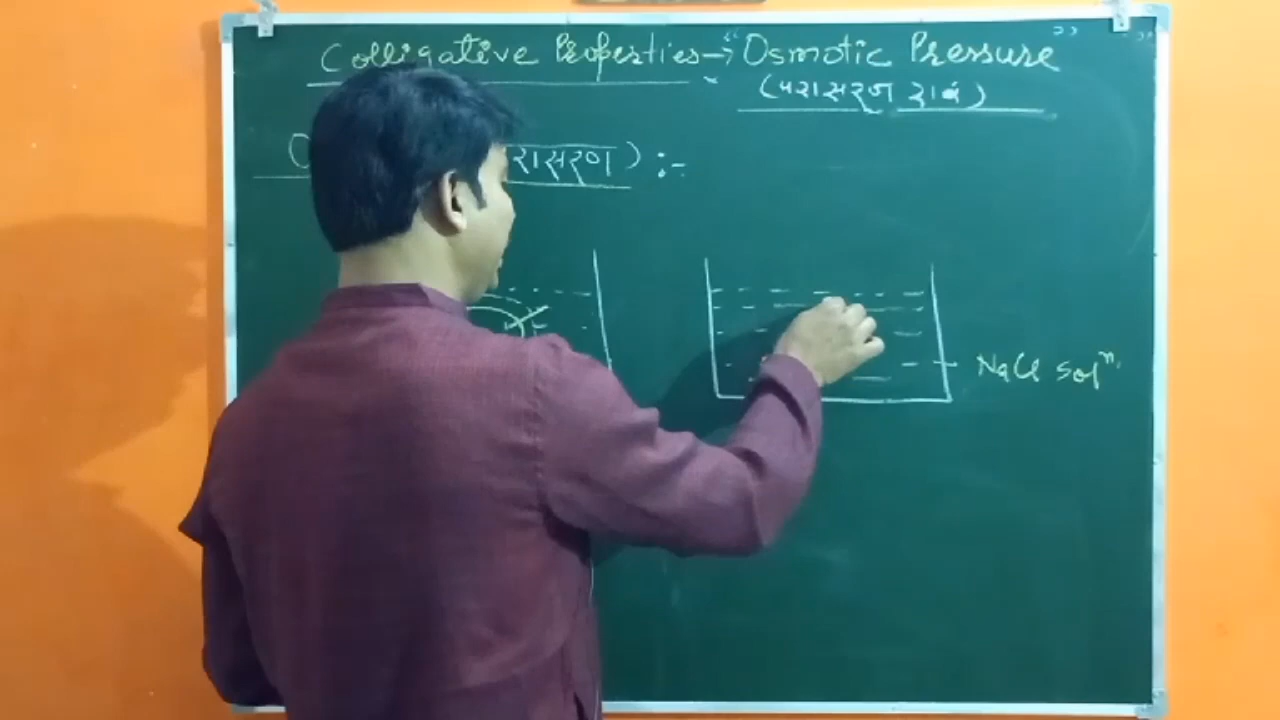 Colligative Properties → "Osmotic Pressure"
(परासरण दाब)
रासरण) :-
NaCl solⁿ.